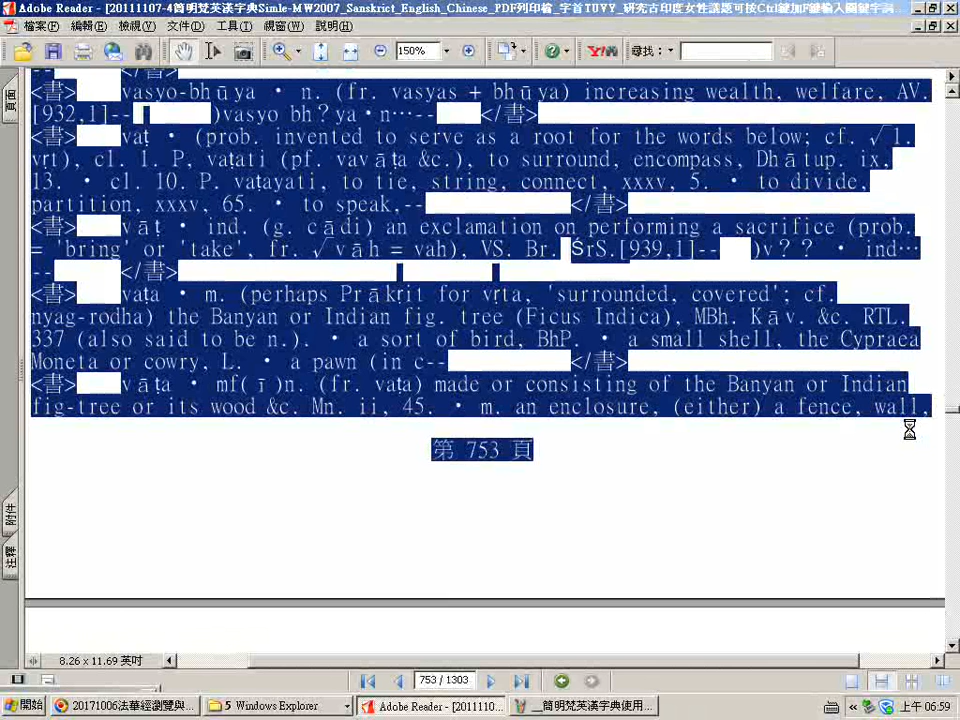 Adobe Reader - [20111107-4簡明梵英漢字典Simle-MW2007_Sanskrict_English_Chinese_PDF列印檔_字首TUVY_研究古印度女性議題可按Ctrl鍵加F鍵輸入關鍵字詞...
檔案(F) 編輯(E) 檢視(V) 文件(D) 工具(T) 視窗(W) 說明(H)
150% 尋找：
頁面
-- </書>
<書> vasyo-bhūya • n. (fr. vasyas + bhūya) increasing wealth, welfare, AV.
[932,1]-- )vasyo bh？ya•n…-- </書>
<書> vaṭ • (prob. invented to serve as a root for the words below; cf. √1.
vṛt), cl. 1. P, vaṭati (pf. vavāṭa &c.), to surround, encompass, Dhātup. ix,
13. • cl. 10. P. vaṭayati, to tie, string, connect, xxxv, 5. • to divide,
partition, xxxv, 65. • to speak,-- </書>
<書> vāṭ • ind. (g. cādi) an exclamation on performing a sacrifice (prob.
= 'bring' or 'take', fr. √vāh = vah), VS. Br. ŚrS.[939,1]-- )v？？ • ind…
-- </書>
<書> vaṭa • m. (perhaps Prākṛit for vṛta, 'surrounded, covered'; cf.
nyag-rodha) the Banyan or Indian fig. tree (Ficus Indica), MBh. Kāv. &c. RTL.
337 (also said to be n.). • a sort of bird, BhP. • a small shell, the Cypraea
Moneta or cowry, L. • a pawn (in c-- </書>
<書> vāṭa • mf(ī)n. (fr. vaṭa) made or consisting of the Banyan or Indian
fig-tree or its wood &c. Mn. ii, 45. • m. an enclosure, (either) a fence, wall,
第 753 頁
附件
注釋
8.26 x 11.69 英吋
753 / 1303
開始 20171006法華經瀏覽與... 5 Windows Explorer Adobe Reader - [2011110... __簡明梵英字典使用... 上午 06:59